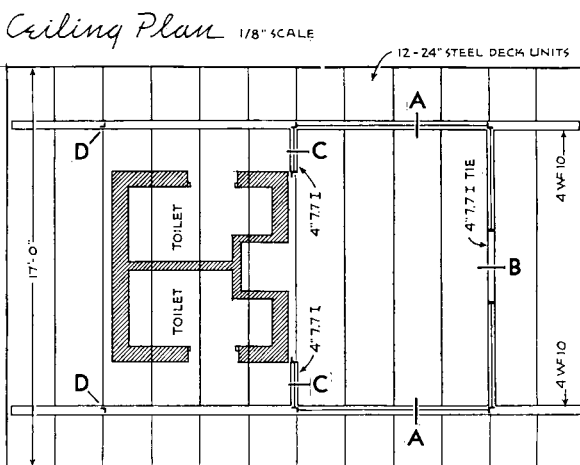 Ceiling Plan 1/8" SCALE
12-24" STEEL DECK UNITS
A
D
C
4" 7.7 I
4" 7.7 I TIE
4 WF 10
TOILET
17'-0"
B
TOILET
4" 7.7 I
D
C
4 WF 10
A